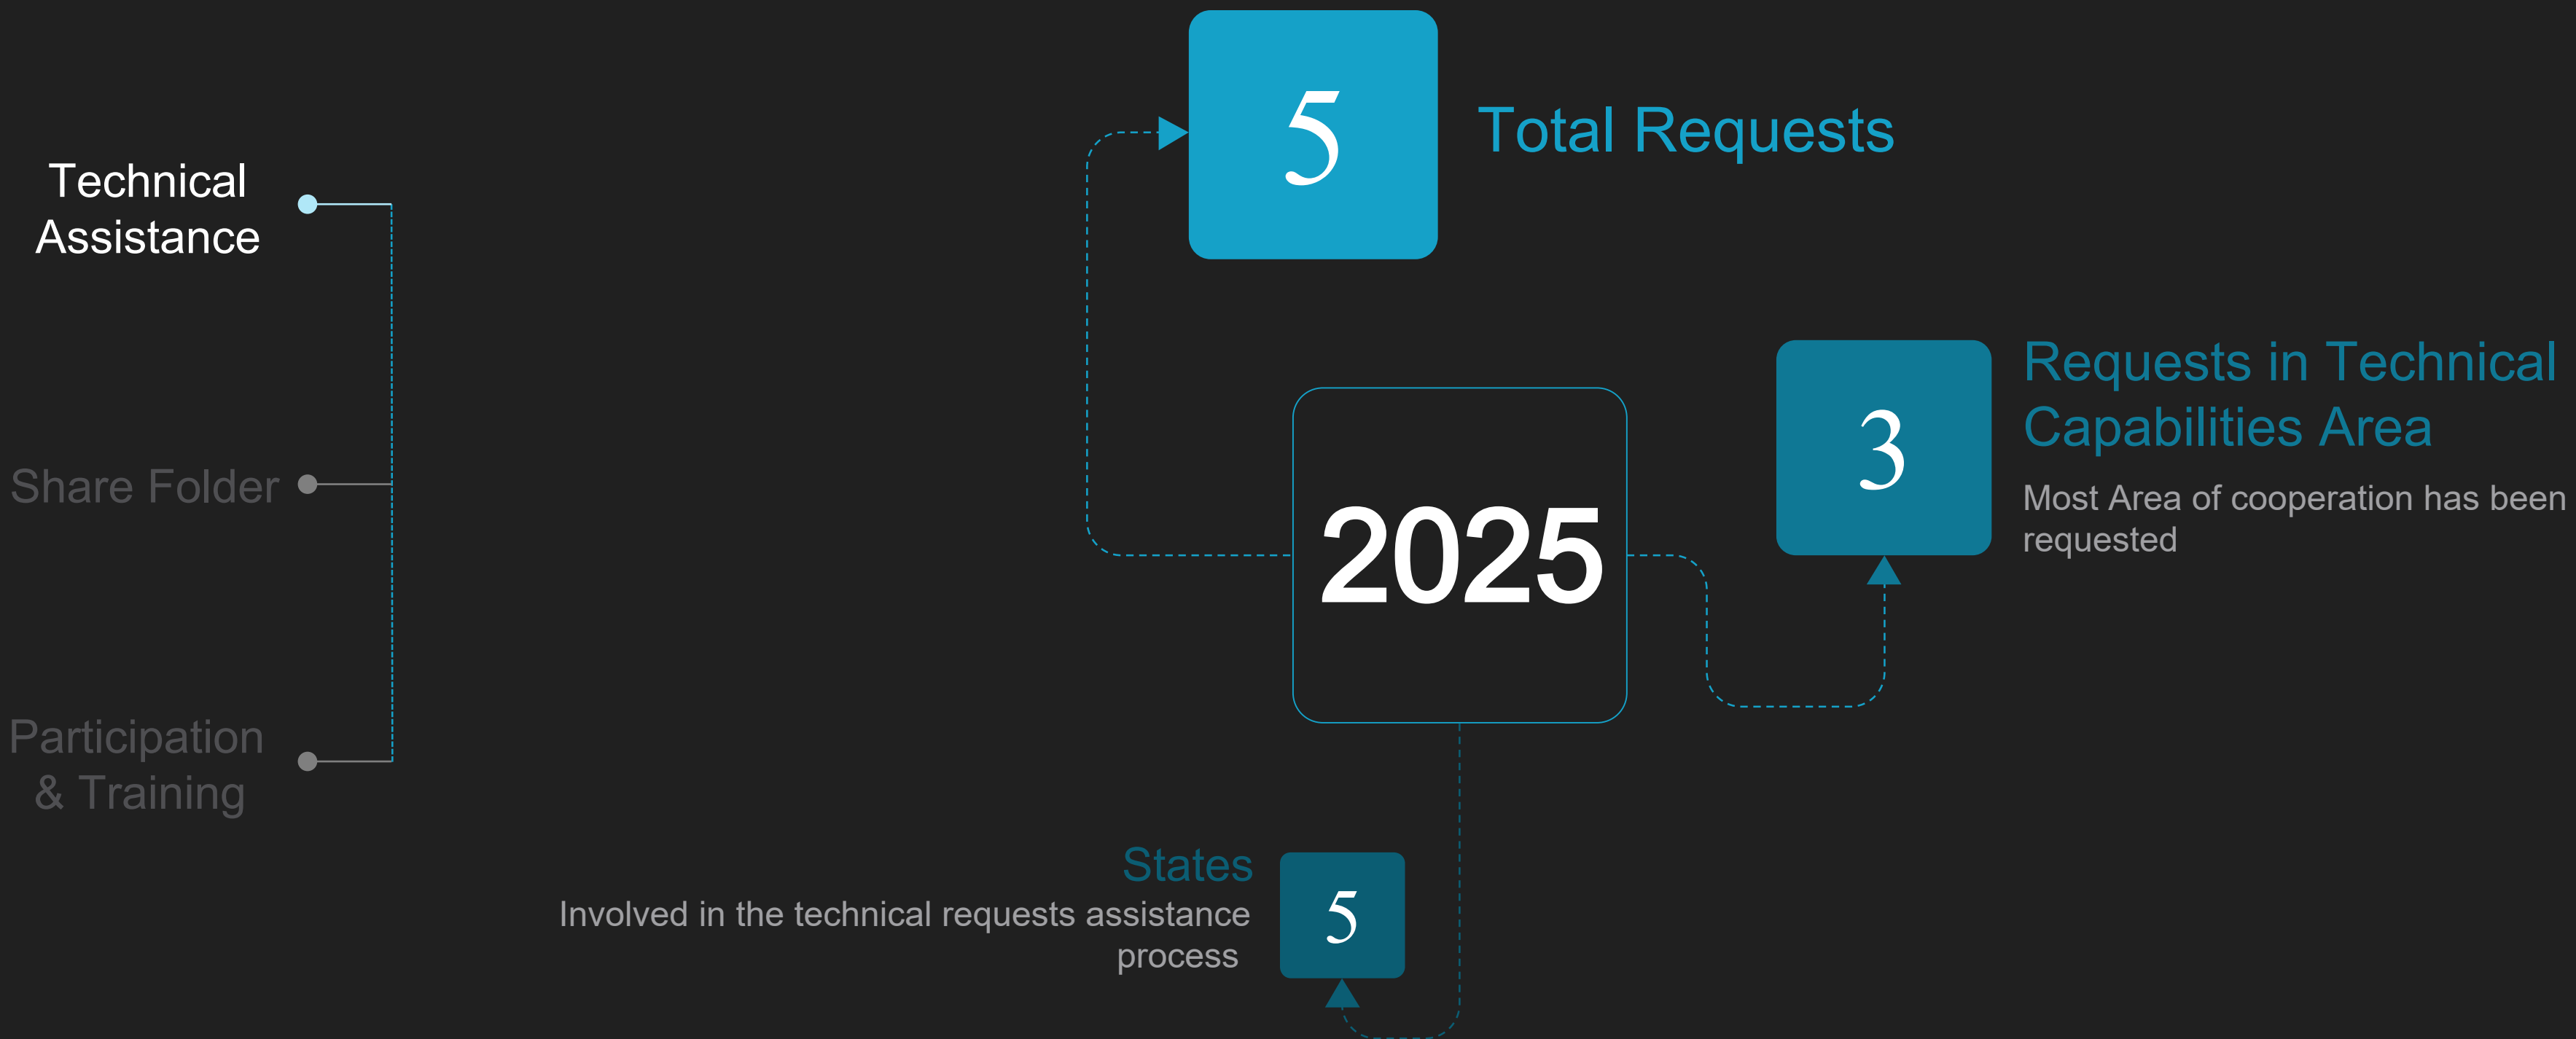 Technical
Assistance
Share Folder
Participation
& Training
5
Total Requests
2025
3
Requests in Technical
Capabilities Area
Most Area of cooperation has been
requested
States
Involved in the technical requests assistance
process
5